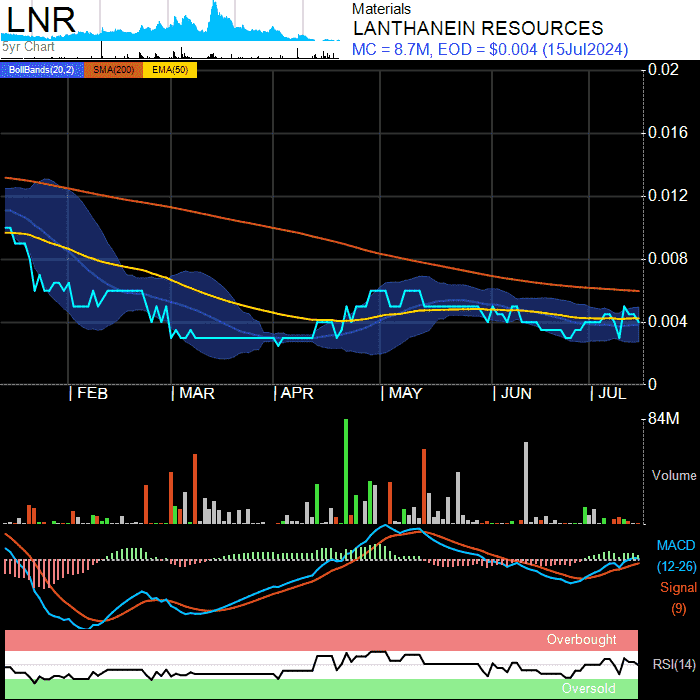 LNR
5yr Chart
Materials
LANTHANEIN RESOURCES
MC = 8.7M, EOD = $0.004 (15Jul2024)
BollBands(20,2) SMA(200) EMA(50)
0.02
0.016
0.012
0.008
0.004
0
FEB MAR APR MAY JUN JUL
84M
Volume
MACD
(12-26)
Signal
(9)
Overbought
RSI(14)
Oversold